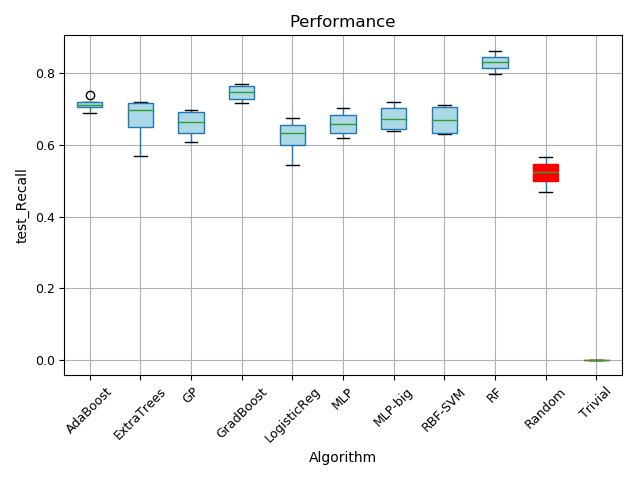 Performance
test_Recall
0.8
0.6
0.4
0.2
0.0
AdaBoost
ExtraTrees
GP
GradBoost
LogisticReg
MLP
MLP-big
RBF-SVM
RF
Random
Trivial
Algorithm